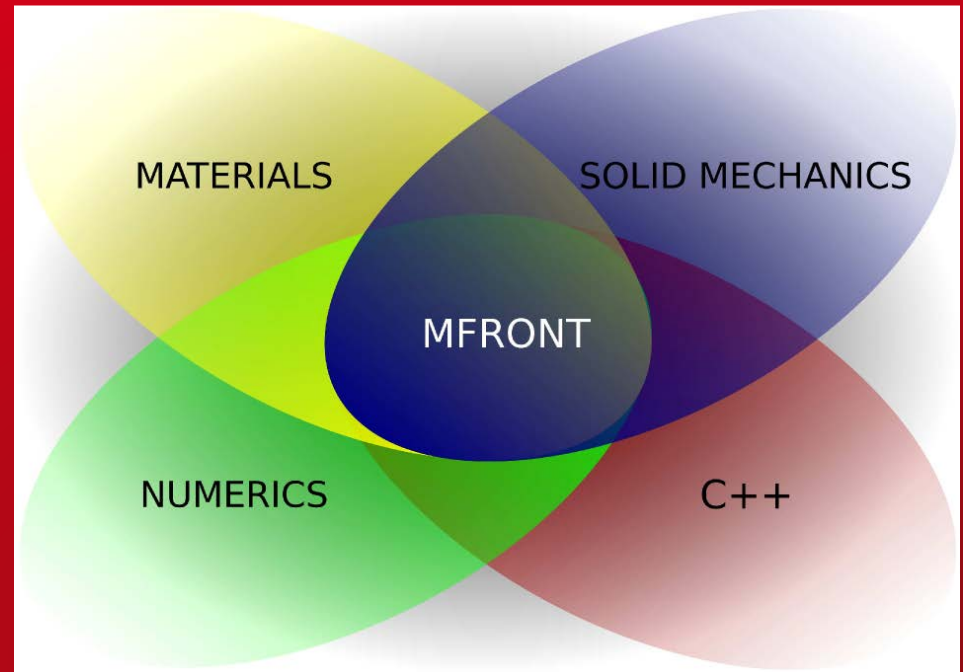 MATERIALS
SOLID MECHANICS
MFRONT
NUMERICS
C++